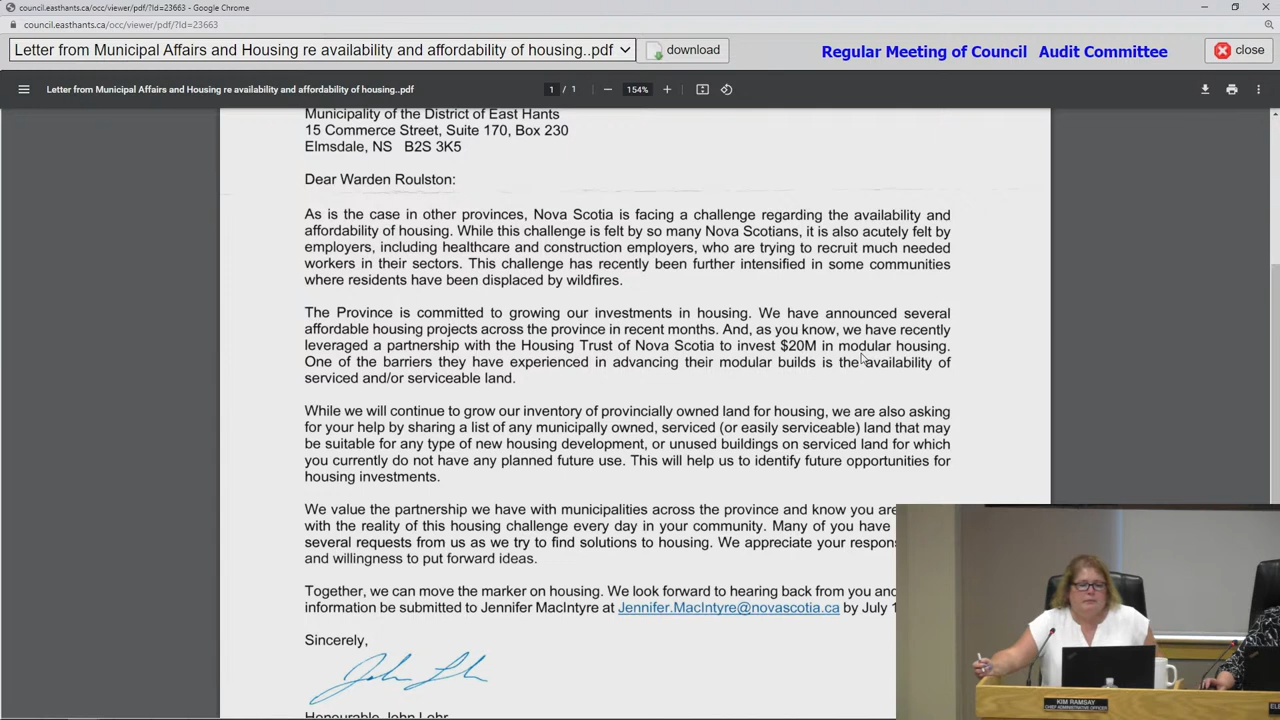 council.easthants.ca/occ/viewer/pdf/?Id=23663 - Google Chrome
council.easthants.ca/occ/viewer/pdf/?Id=23663
Letter from Municipal Affairs and Housing re availability and affordability of housing..pdf
download
Regular Meeting of Council Audit Committee
close
Letter from Municipal Affairs and Housing re availability and affordability of housing..pdf
1 / 1
154%
Municipality of the District of East Hants
15 Commerce Street, Suite 170, Box 230
Elmsdale, NS B2S 3K5
Dear Warden Roulston:
As is the case in other provinces, Nova Scotia is facing a challenge regarding the availability and
affordability of housing. While this challenge is felt by so many Nova Scotians, it is also acutely felt by
employers, including healthcare and construction employers, who are trying to recruit much needed
workers in their sectors. This challenge has recently been further intensified in some communities
where residents have been displaced by wildfires.
The Province is committed to growing our investments in housing. We have announced several
affordable housing projects across the province in recent months. And, as you know, we have recently
leveraged a partnership with the Housing Trust of Nova Scotia to invest $20M in modular housing.
One of the barriers they have experienced in advancing their modular builds is the availability of
serviced and/or serviceable land.
While we will continue to grow our inventory of provincially owned land for housing, we are also asking
for your help by sharing a list of any municipally owned, serviced (or easily serviceable) land that may
be suitable for any type of new housing development, or unused buildings on serviced land for which
you currently do not have any planned future use. This will help us to identify future opportunities for
housing investments.
We value the partnership we have with municipalities across the province and know you are
with the reality of this housing challenge every day in your community. Many of you have
several requests from us as we try to find solutions to housing. We appreciate your respon
and willingness to put forward ideas.
Together, we can move the marker on housing. We look forward to hearing back from you and
information be submitted to Jennifer MacIntyre at Jennifer.MacIntyre@novascotia.ca by July 1
Sincerely,
Honourable John Lohr
KIM RAMSAY
CHIEF ADMINISTRATIVE OFFICER
ELE